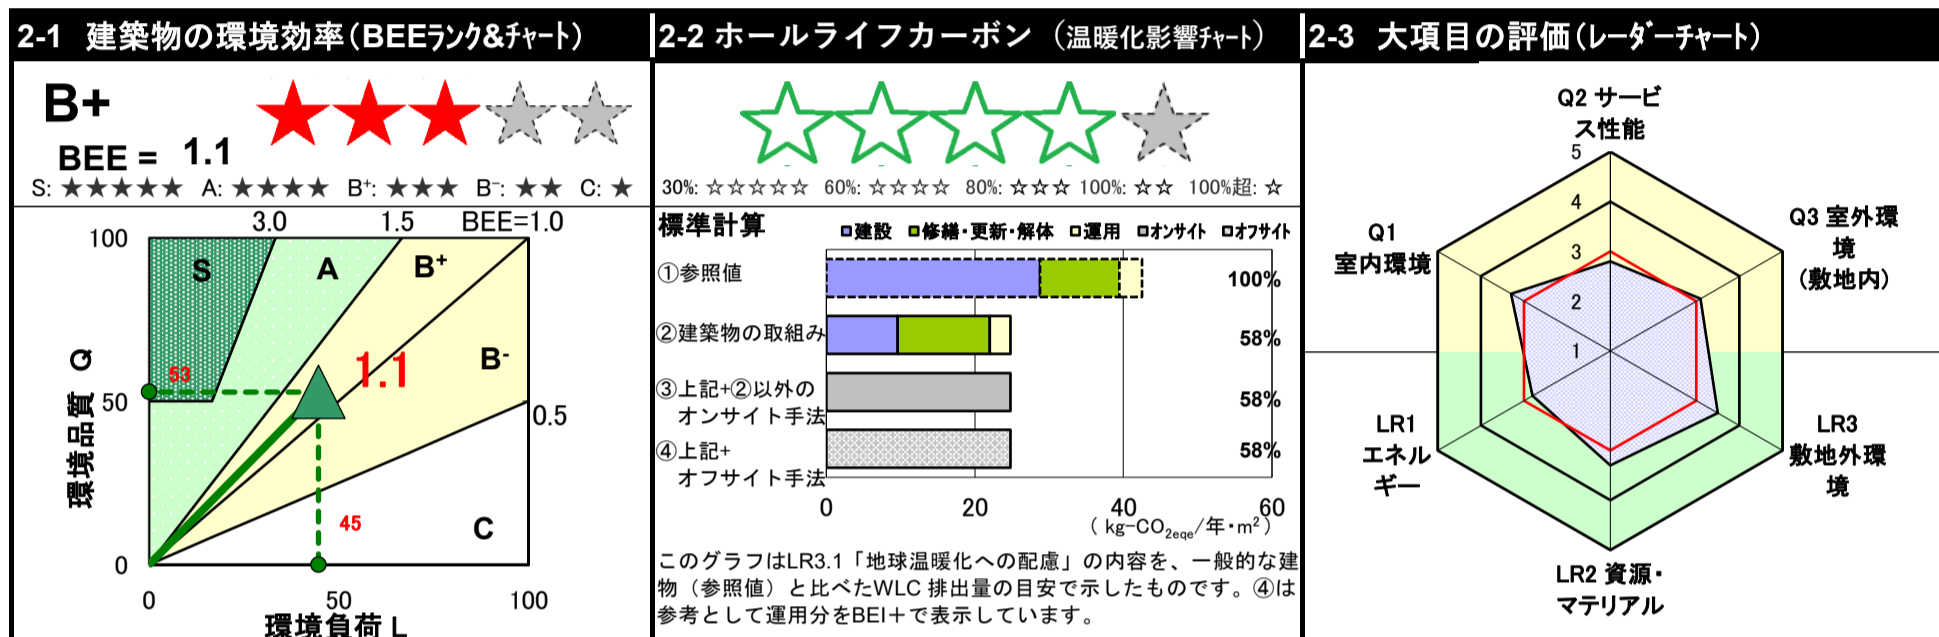 2-1 建築物の環境効率(BEEランク&チャート)
B+
BEE = 1.1
S: ★★★★★ A: ★★★★ B⁺: ★★★ B⁻: ★★ C: ★
3.0 1.5 BEE=1.0
100
S
A
B⁺
B⁻
C
1.1
53
50
0.5
45
0
0 50 100
環境品質 Q
環境負荷 L
2-2 ホールライフカーボン(温暖化影響チャート)
30%: ☆☆☆☆☆ 60%: ☆☆☆☆ 80%: ☆☆☆ 100%: ☆☆ 100%超: ☆
標準計算
建設 修繕・更新・解体 運用 オンサイト オフサイト
①参照値 100%
②建築物の取組み 58%
③上記+②以外の 58%
オンサイト手法
④上記+ 58%
オフサイト手法
0 20 40 60
( kg-CO₂eqe/年・m²)
このグラフはLR3.1「地球温暖化への配慮」の内容を、一般的な建
物(参照値)と比べたWLC 排出量の目安で示したものです。④は
参考として運用分をBEI+で表示しています。
2-3 大項目の評価(レーダーチャート)
Q2 サービ
ス性能
5
4
3
2
1
Q1
室内環境
Q3 室外環
境
(敷地内)
LR1
エネル
ギー
LR3
敷地外環
境
LR2 資源・
マテリアル